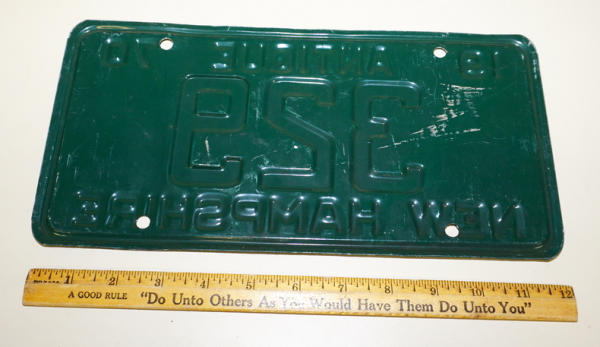 19 ANTIQUE 70
329
NEW HAMPSHIRE
1 2 3 4 5 6 7 8 9 10 11 12
A GOOD RULE "Do Unto Others As You Would Have Them Do Unto You"